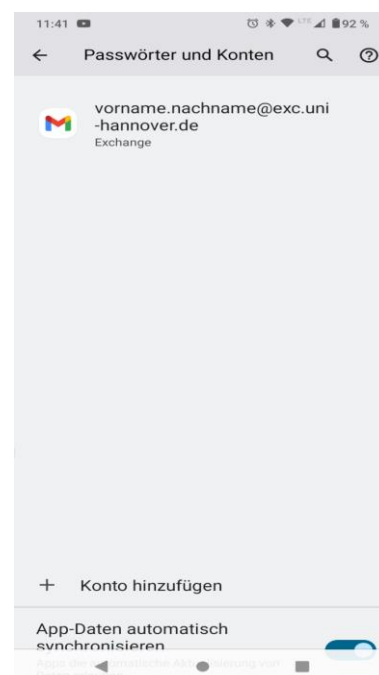 11:41 LTE 92 %
Passwörter und Konten
vorname.nachname@exc.uni
-hannover.de
Exchange
Konto hinzufügen
App-Daten automatisch
synchronisieren